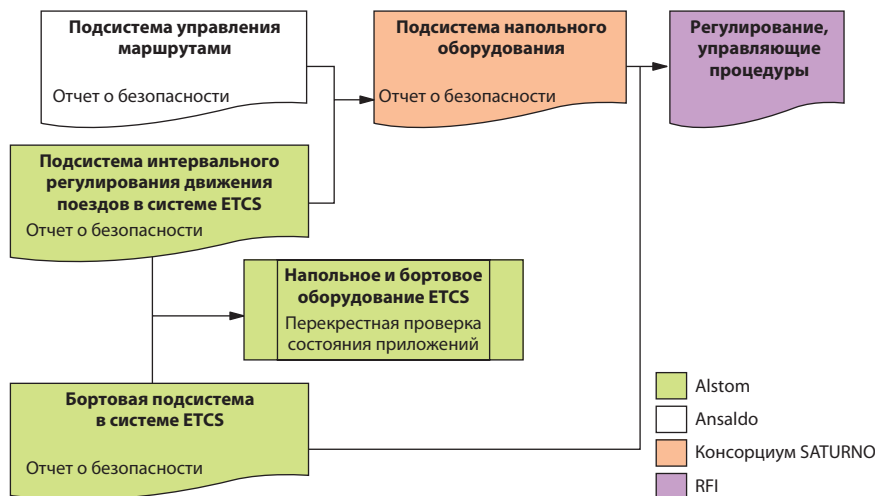 Подсистема управления
маршрутами
Отчет о безопасности
Подсистема напольного
оборудования
Отчет о безопасности
Регулирование,
управляющие
процедуры
Подсистема интервального
регулирования движения
поездов в системе ETCS
Отчет о безопасности
Напольное и бортовое
оборудование ETCS
Перекрестная проверка
состояния приложений
Бортовая подсистема
в системе ETCS
Отчет о безопасности
Alstom
Ansaldo
Консорциум SATURNO
RFI